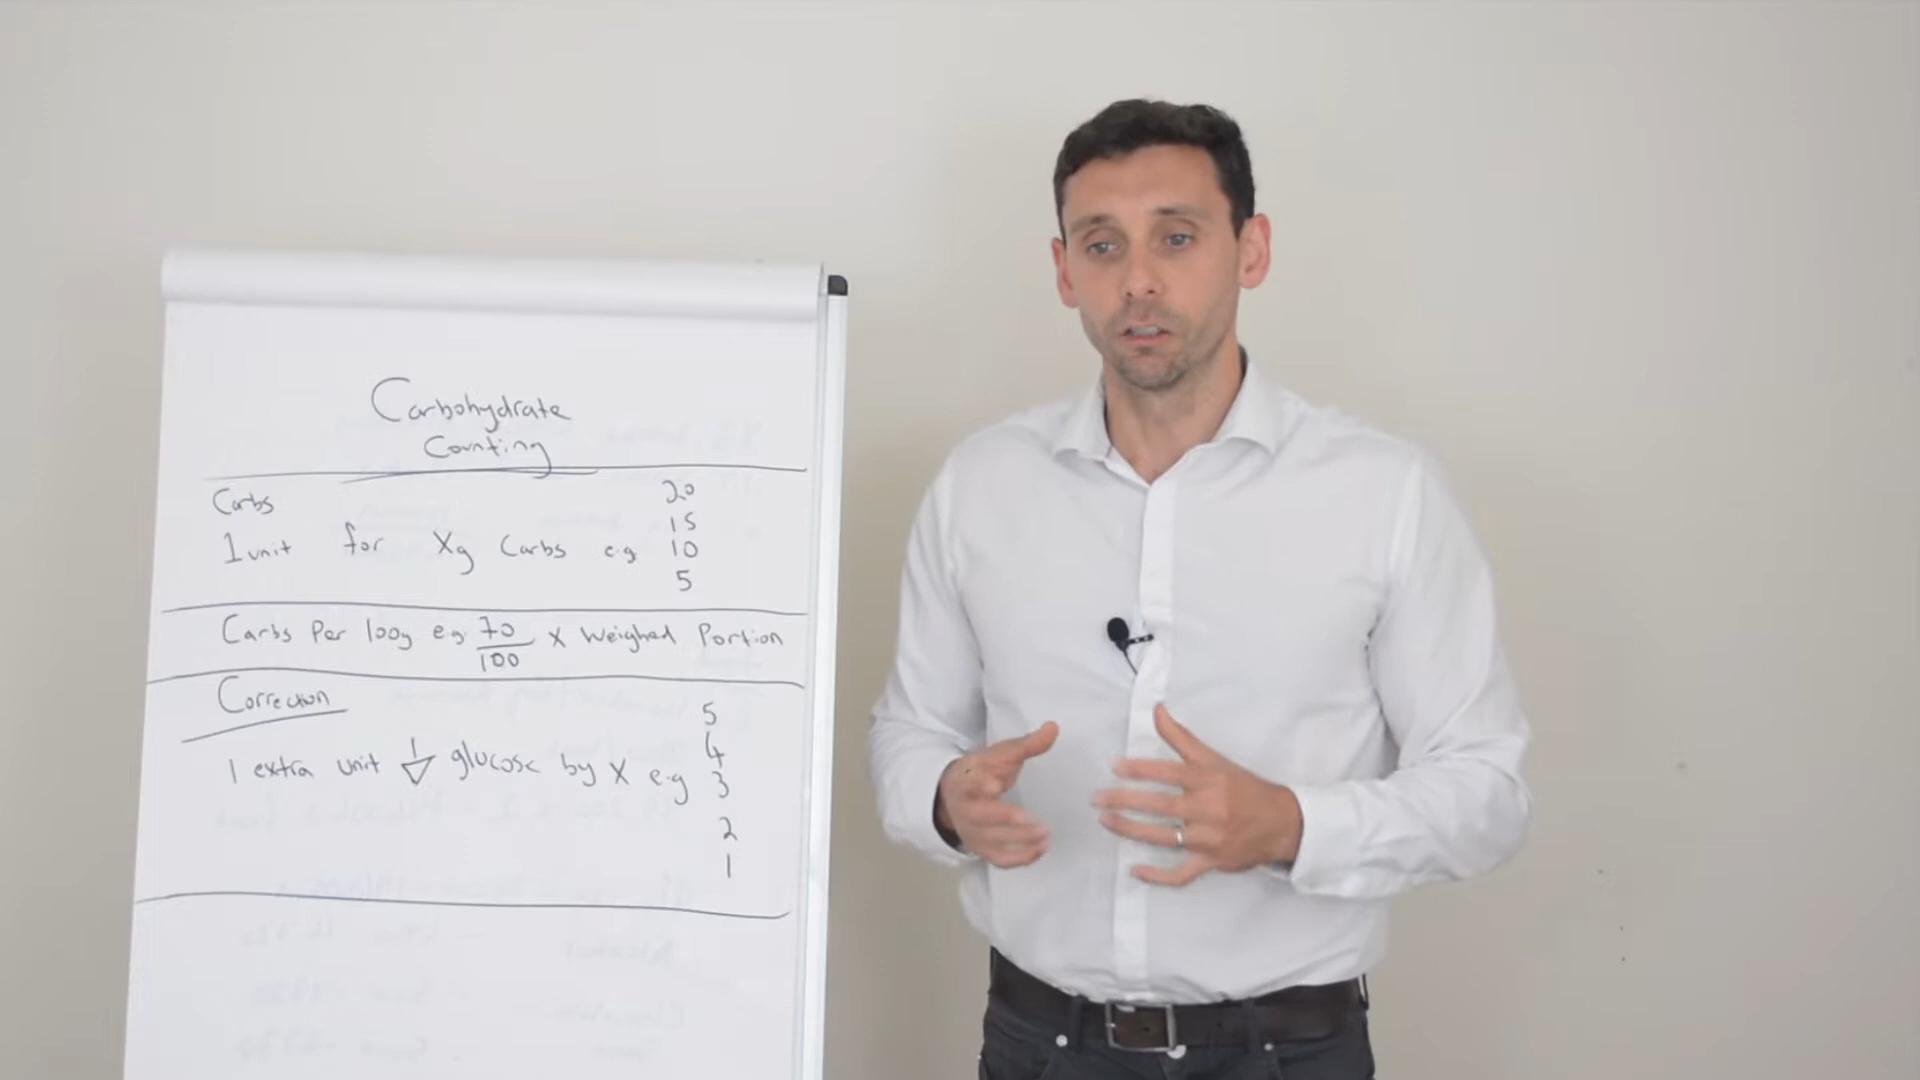 Carbohydrate
Counting
Carbs
20
15
1 unit for Xg Carbs e.g. 10
5
Carbs Per 100g e.g. 70/100 x Weighed Portion
Correction
5
4
1 extra unit ↓ glucose by X e.g 3
2
1